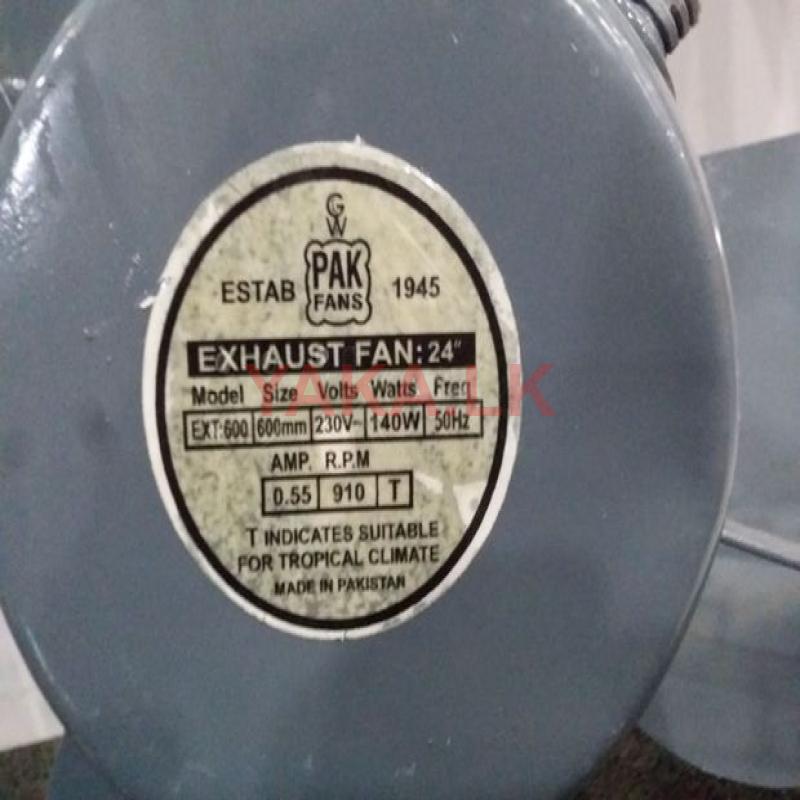 G
W
PAK
FANS
ESTAB 1945
EXHAUST FAN: 24"
Model Size Volts Watts Freq
EXT:600 600mm 230V~ 140W 50Hz
AMP. R.P.M
0.55 910 T
T INDICATES SUITABLE
FOR TROPICAL CLIMATE
MADE IN PAKISTAN
YAKA.LK